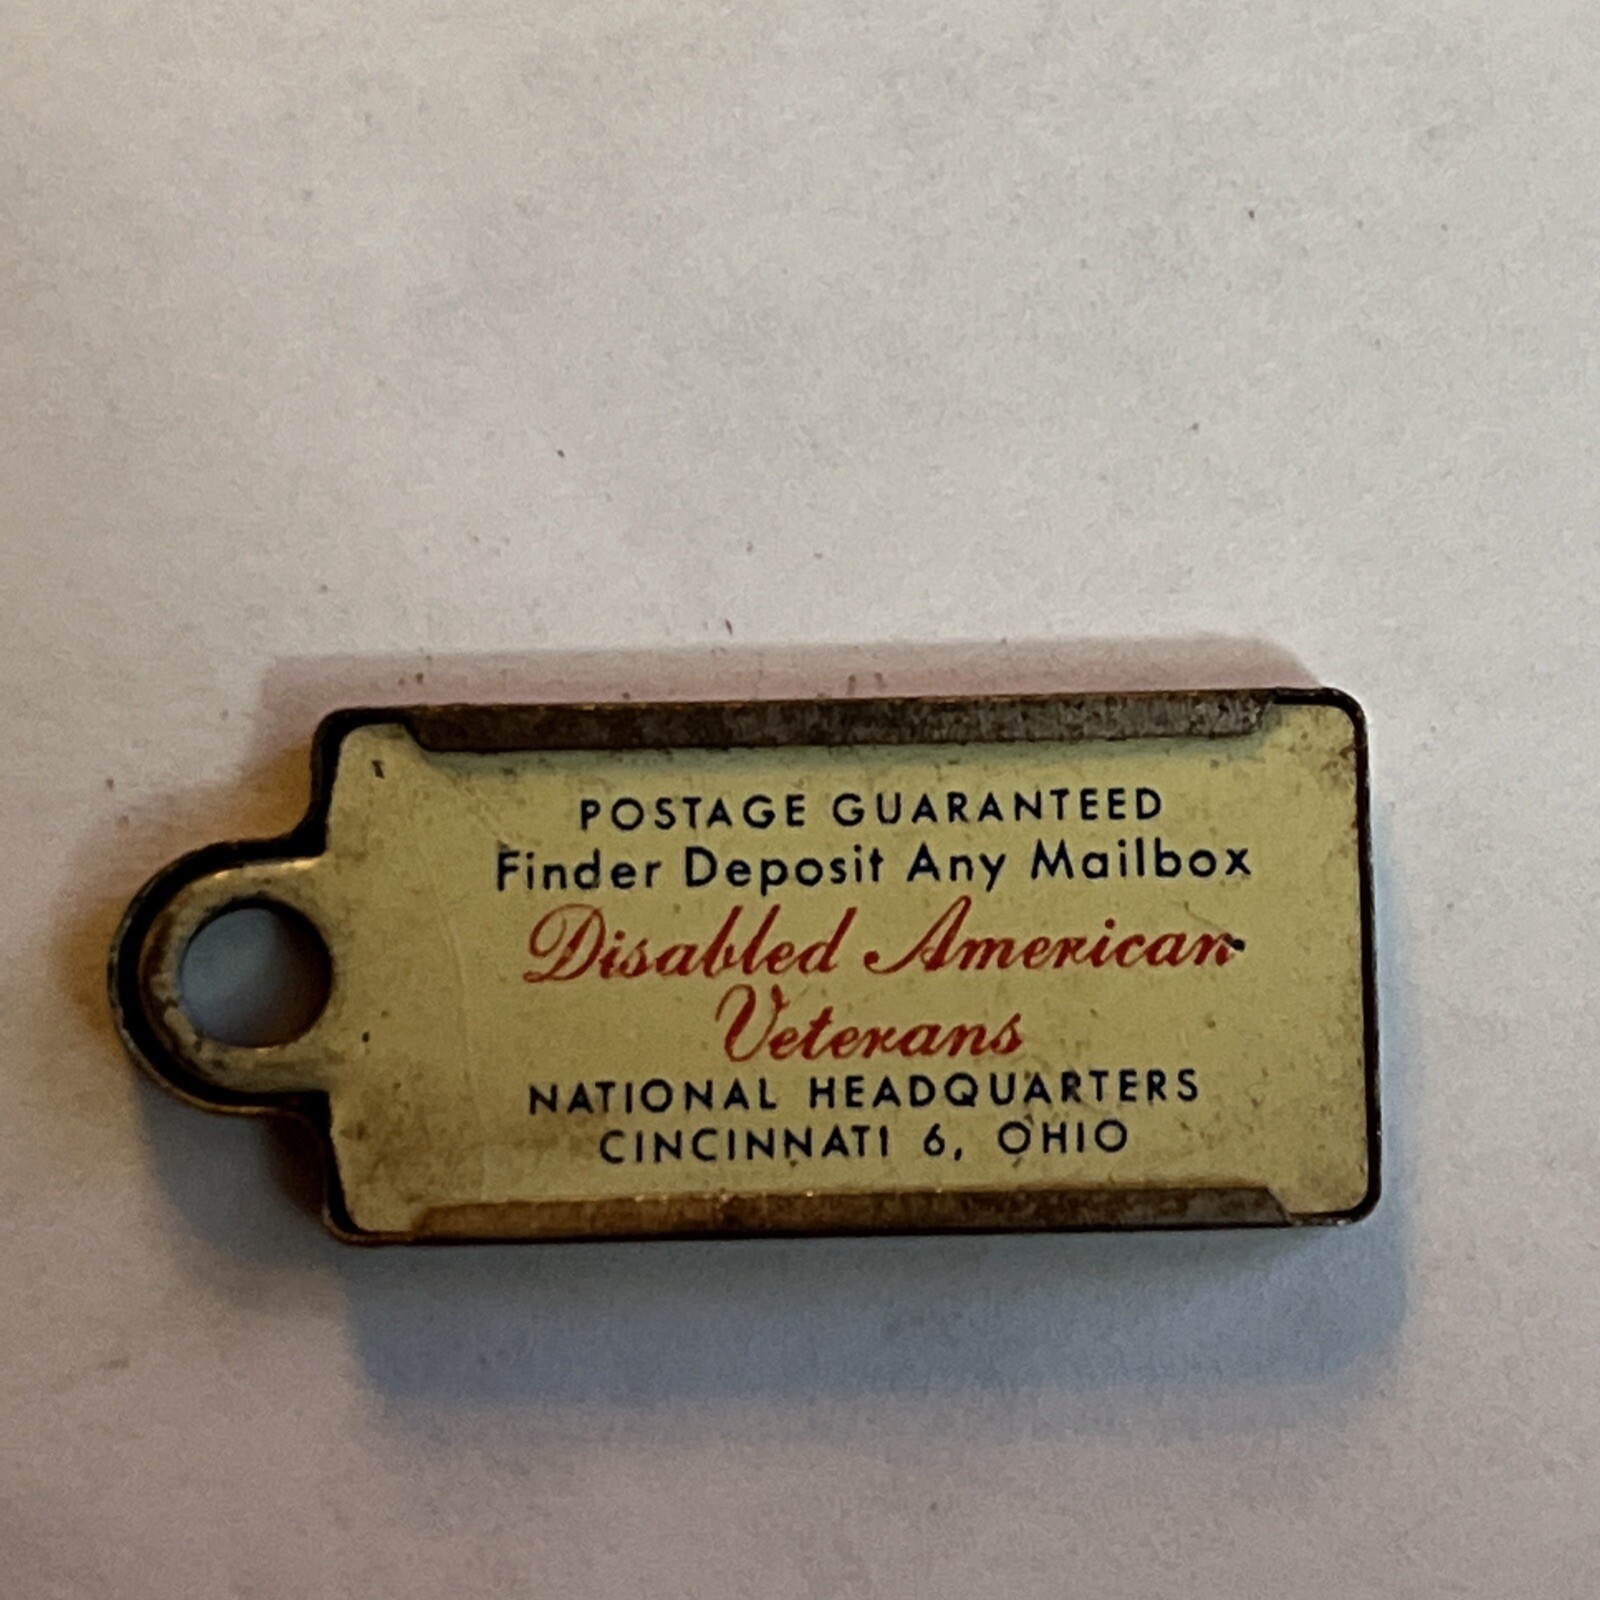 POSTAGE GUARANTEED
Finder Deposit Any Mailbox
Disabled American
Veterans
NATIONAL HEADQUARTERS
CINCINNATI 6, OHIO